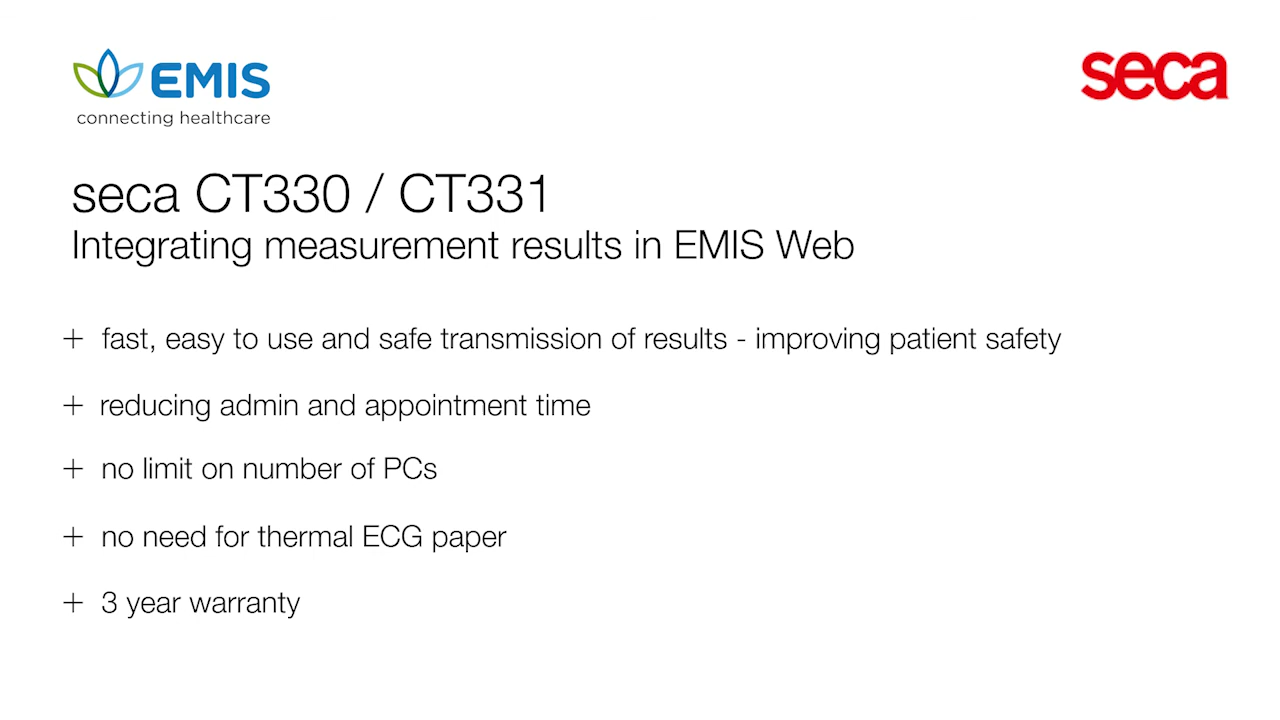 EMIS
connecting healthcare
seca
seca CT330 / CT331
Integrating measurement results in EMIS Web
+ fast, easy to use and safe transmission of results - improving patient safety
+ reducing admin and appointment time
+ no limit on number of PCs
+ no need for thermal ECG paper
+ 3 year warranty